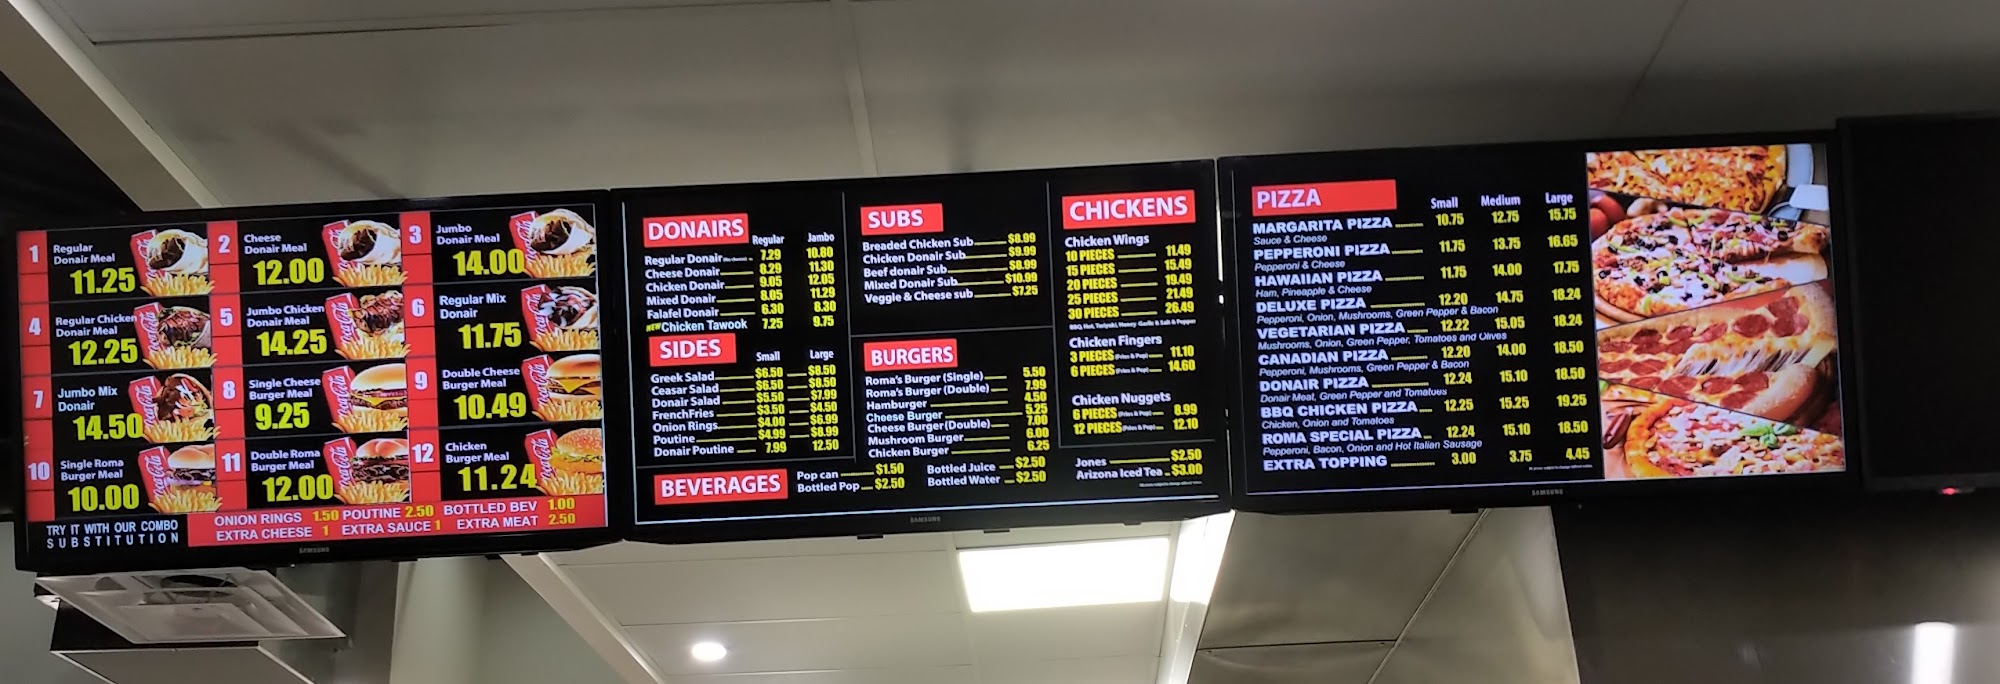 1 Regular
Donair Meal
11.25
2 Cheese
Donair Meal
12.00
3 Jumbo
Donair Meal
14.00
4 Regular Chicken
Donair Meal
12.25
5 Jumbo Chicken
Donair Meal
14.25
6 Regular Mix
Donair
11.75
7 Jumbo Mix
Donair
14.50
8 Single Cheese
Burger Meal
9.25
9 Double Cheese
Burger Meal
10.49
10 Single Roma
Burger Meal
10.00
11 Double Roma
Burger Meal
12.00
12 Chicken
Burger Meal
11.24
TRY IT WITH OUR COMBO
SUBSTITUTION
ONION RINGS 1.50 POUTINE 2.50 BOTTLED BEV 1.00
EXTRA CHEESE 1 EXTRA SAUCE 1 EXTRA MEAT 2.50
SAMSUNG
DONAIRS Regular Jumbo
Regular Donair 7.29 10.80
Cheese Donair 8.29 11.30
Chicken Donair 9.05 12.05
Mixed Donair 8.05 11.29
Falafel Donair 6.30 8.30
NEW Chicken Tawook 7.25 9.75
SIDES Small Large
Greek Salad $6.50 $8.50
Ceasar Salad $6.50 $8.50
Donair Salad $5.50 $7.99
FrenchFries $3.50 $4.50
Onion Rings $4.00 $6.99
Poutine $4.99 $8.99
Donair Poutine 7.99 12.50
SUBS
Breaded Chicken Sub $8.99
Chicken Donair Sub $9.99
Beef donair Sub $8.99
Mixed Donair Sub $10.99
Veggie & Cheese sub $7.25
BURGERS
Roma's Burger (Single) 5.50
Roma's Burger (Double) 7.99
Hamburger 4.50
Cheese Burger 5.25
Cheese Burger (Double) 7.00
Mushroom Burger 6.00
Chicken Burger 6.25
CHICKENS
Chicken Wings
10 PIECES 11.49
15 PIECES 15.49
20 PIECES 19.49
25 PIECES 21.49
30 PIECES 26.49
BBQ, Hot, Teriyaki, Honey Garlic & Salt & Pepper
Chicken Fingers
3 PIECES (Fries & Pop) 11.10
6 PIECES (Fries & Pop) 14.60
Chicken Nuggets
6 PIECES (Fries & Pop) 8.99
12 PIECES (Fries & Pop) 12.10
BEVERAGES
Pop can $1.50
Bottled Pop $2.50
Bottled Juice $2.50
Bottled Water $2.50
Jones $2.50
Arizona Iced Tea $3.00
SAMSUNG
PIZZA Small Medium Large
MARGARITA PIZZA 10.75 12.75 15.75
Sauce & Cheese
PEPPERONI PIZZA 11.75 13.75 16.65
Pepperoni & Cheese
HAWAIIAN PIZZA 11.75 14.00 17.75
Ham, Pineapple & Cheese
DELUXE PIZZA 12.20 14.75 18.24
Pepperoni, Onion, Mushrooms, Green Pepper & Bacon
VEGETARIAN PIZZA 12.22 15.05 18.24
Mushrooms, Onion, Green Pepper, Tomatoes and Olives
CANADIAN PIZZA 12.20 14.00 18.50
Pepperoni, Mushrooms, Green Pepper & Bacon
DONAIR PIZZA 12.24 15.10 18.50
Donair Meat, Green Pepper and Tomatoes
BBQ CHICKEN PIZZA 12.25 15.25 19.25
Chicken, Onion and Tomatoes
ROMA SPECIAL PIZZA 12.24 15.10 18.50
Pepperoni, Bacon, Onion and Hot Italian Sausage
EXTRA TOPPING 3.00 3.75 4.45
SAMSUNG